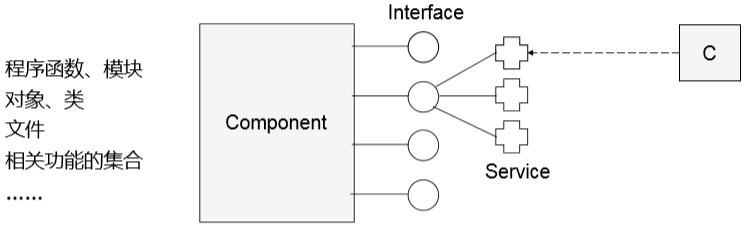 Interface
程序函数、模块
对象、类
文件
相关功能的集合
……
Component
Service
C